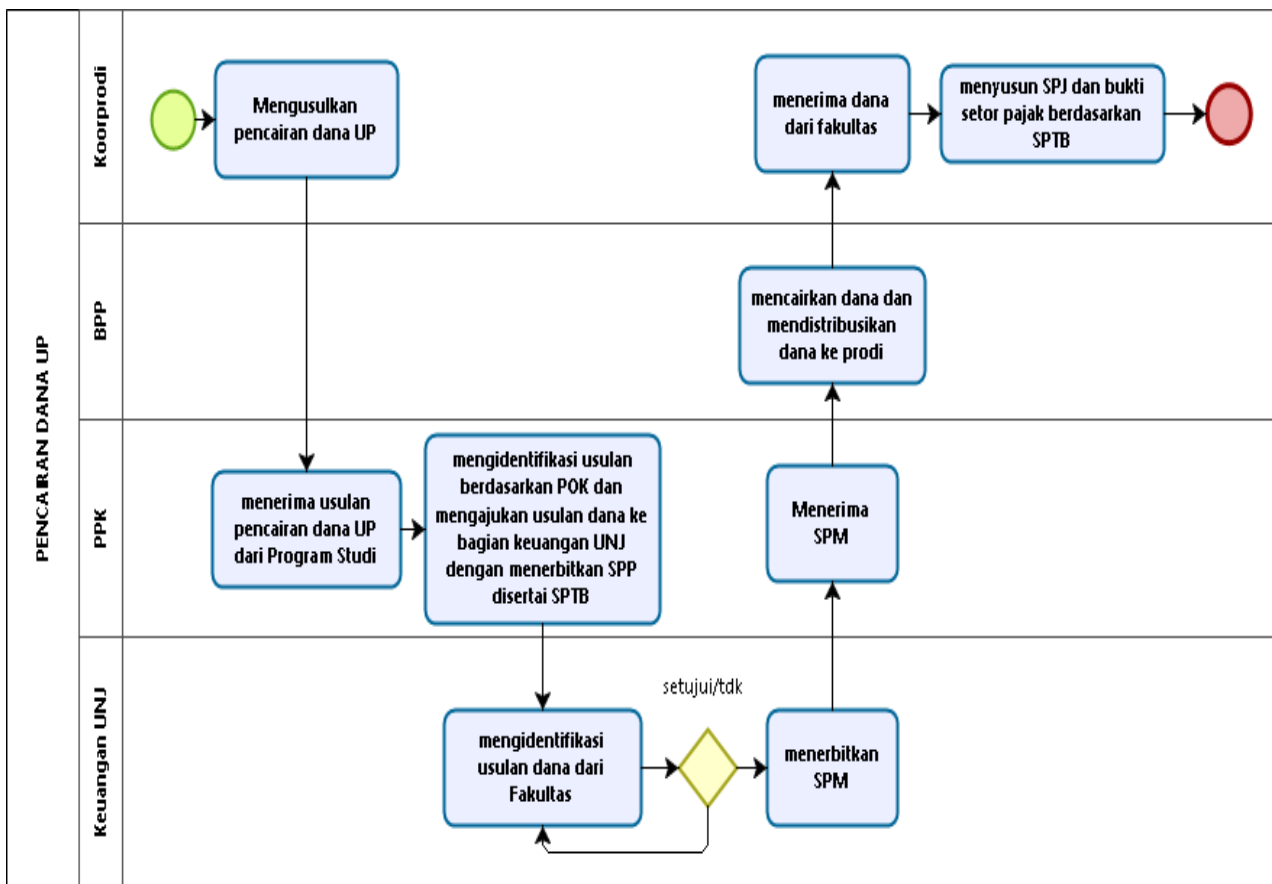 PENCAIRAN DANA UP
Koorprodi
Mengusulkan
pencairan dana UP
menerima dana
dari fakultas
menyusun SPJ dan bukti
setor pajak berdasarkan
SPTB
BPP
mencairkan dana dan
mendistribusikan
dana ke prodi
PPK
menerima usulan
pencairan dana UP
dari Program Studi
mengidentifikasi usulan
berdasarkan POK dan
mengajukan usulan dana ke
bagian keuangan UNJ
dengan menerbitkan SPP
disertai SPTB
Menerima
SPM
Keuangan UNJ
mengidentifikasi
usulan dana dari
Fakultas
setujui/tdk
menerbitkan
SPM